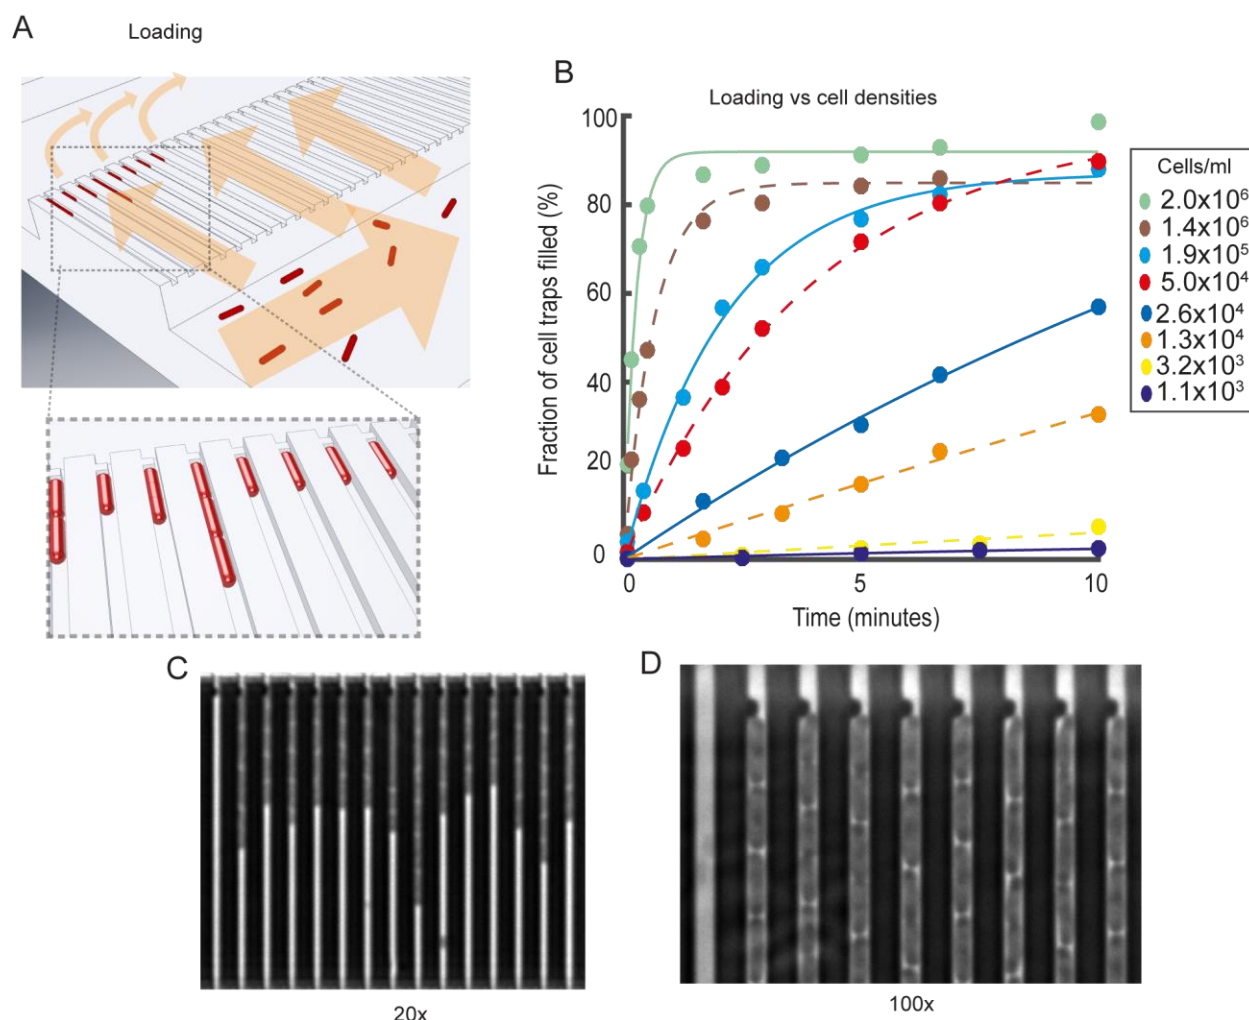 A
Loading
B
Loading vs cell densities
Fraction of cell traps filled (%)
100
80
60
40
20
0
0
5
10
Time (minutes)
Cells/ml
2.0x10⁶
1.4x10⁶
1.9x10⁵
5.0x10⁴
2.6x10⁴
1.3x10⁴
3.2x10³
1.1x10³
C
20x
D
100x